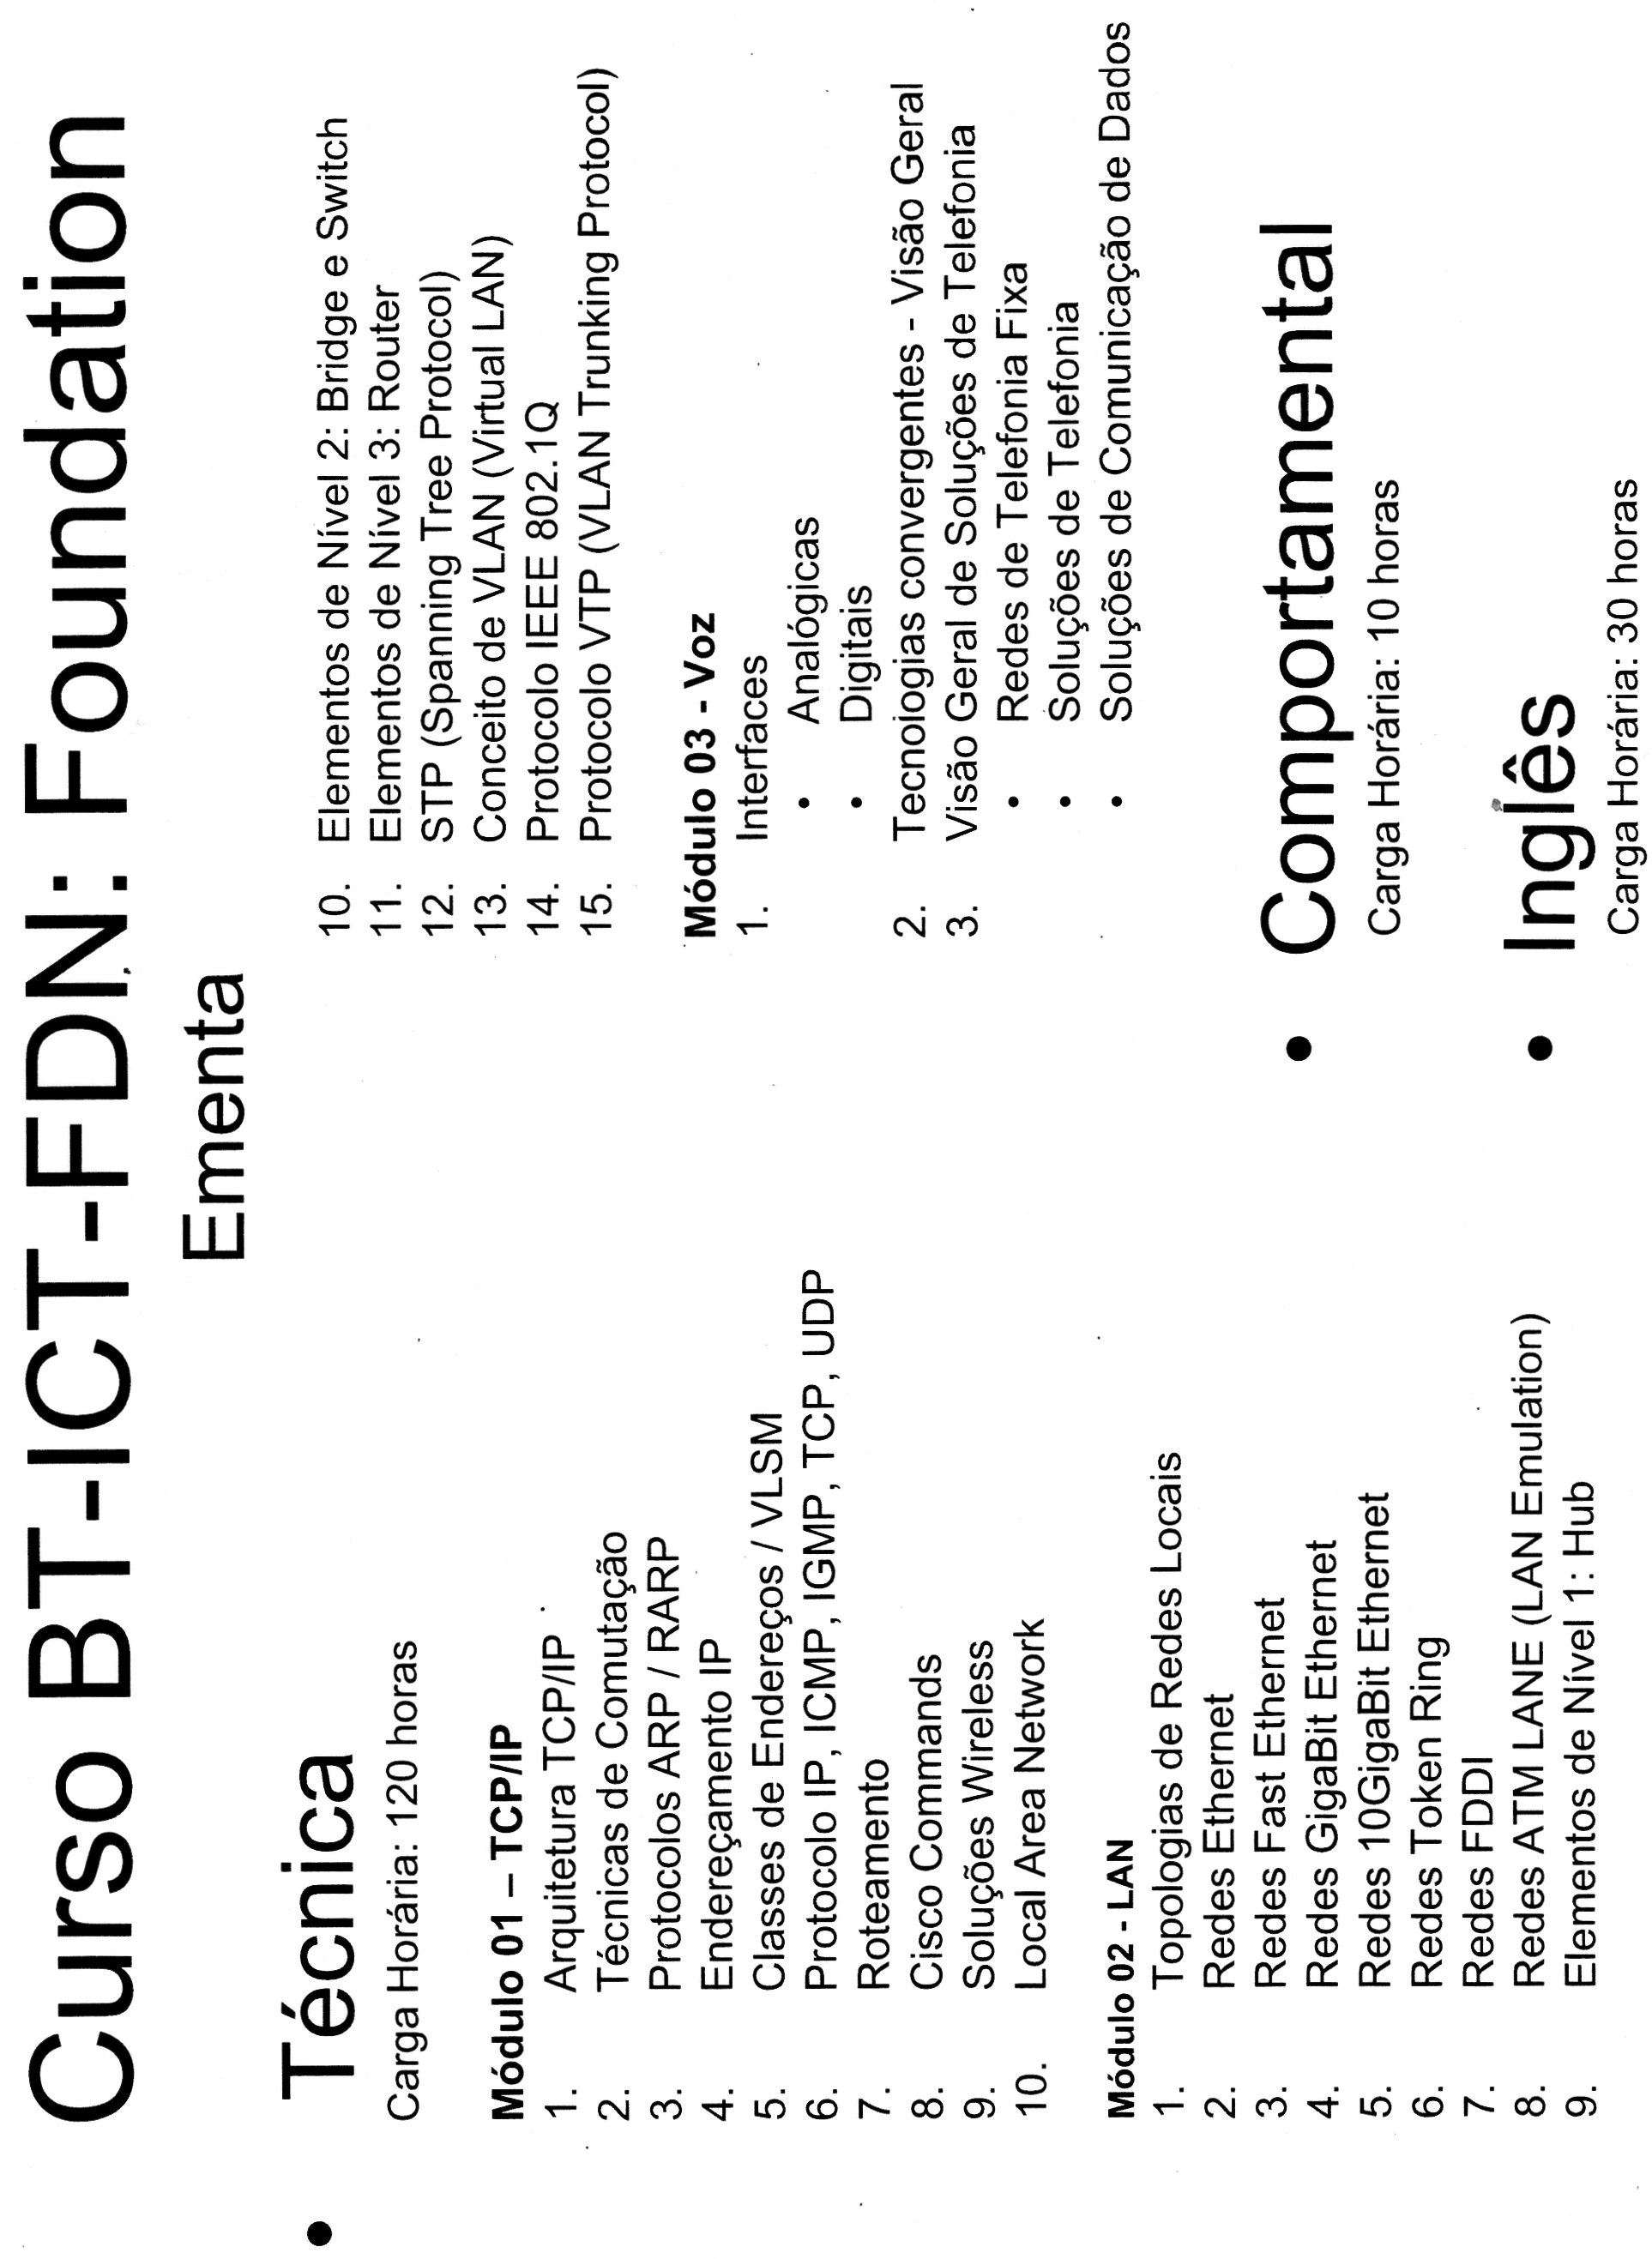 Curso BT-ICT-FDN: Foundation
Ementa
• Técnica
Carga Horária: 120 horas
Módulo 01 – TCP/IP
1. Arquitetura TCP/IP
2. Técnicas de Comutação
3. Protocolos ARP / RARP
4. Endereçamento IP
5. Classes de Endereços / VLSM
6. Protocolo IP, ICMP, IGMP, TCP, UDP
7. Roteamento
8. Cisco Commands
9. Soluções Wireless
10. Local Area Network
Módulo 02 - LAN
1. Topologias de Redes Locais
2. Redes Ethernet
3. Redes Fast Ethernet
4. Redes GigaBit Ethernet
5. Redes 10GigaBit Ethernet
6. Redes Token Ring
7. Redes FDDI
8. Redes ATM LANE (LAN Emulation)
9. Elementos de Nível 1: Hub
10. Elementos de Nível 2: Bridge e Switch
11. Elementos de Nível 3: Router
12. STP (Spanning Tree Protocol)
13. Conceito de VLAN (Virtual LAN)
14. Protocolo IEEE 802.1Q
15. Protocolo VTP (VLAN Trunking Protocol)
Módulo 03 - Voz
1. Interfaces
• Analógicas
• Digitais
2. Tecnologias convergentes - Visão Geral
3. Visão Geral de Soluções de Telefonia
• Redes de Telefonia Fixa
• Soluções de Telefonia
• Soluções de Comunicação de Dados
• Comportamental
Carga Horária: 10 horas
• Inglês
Carga Horária: 30 horas